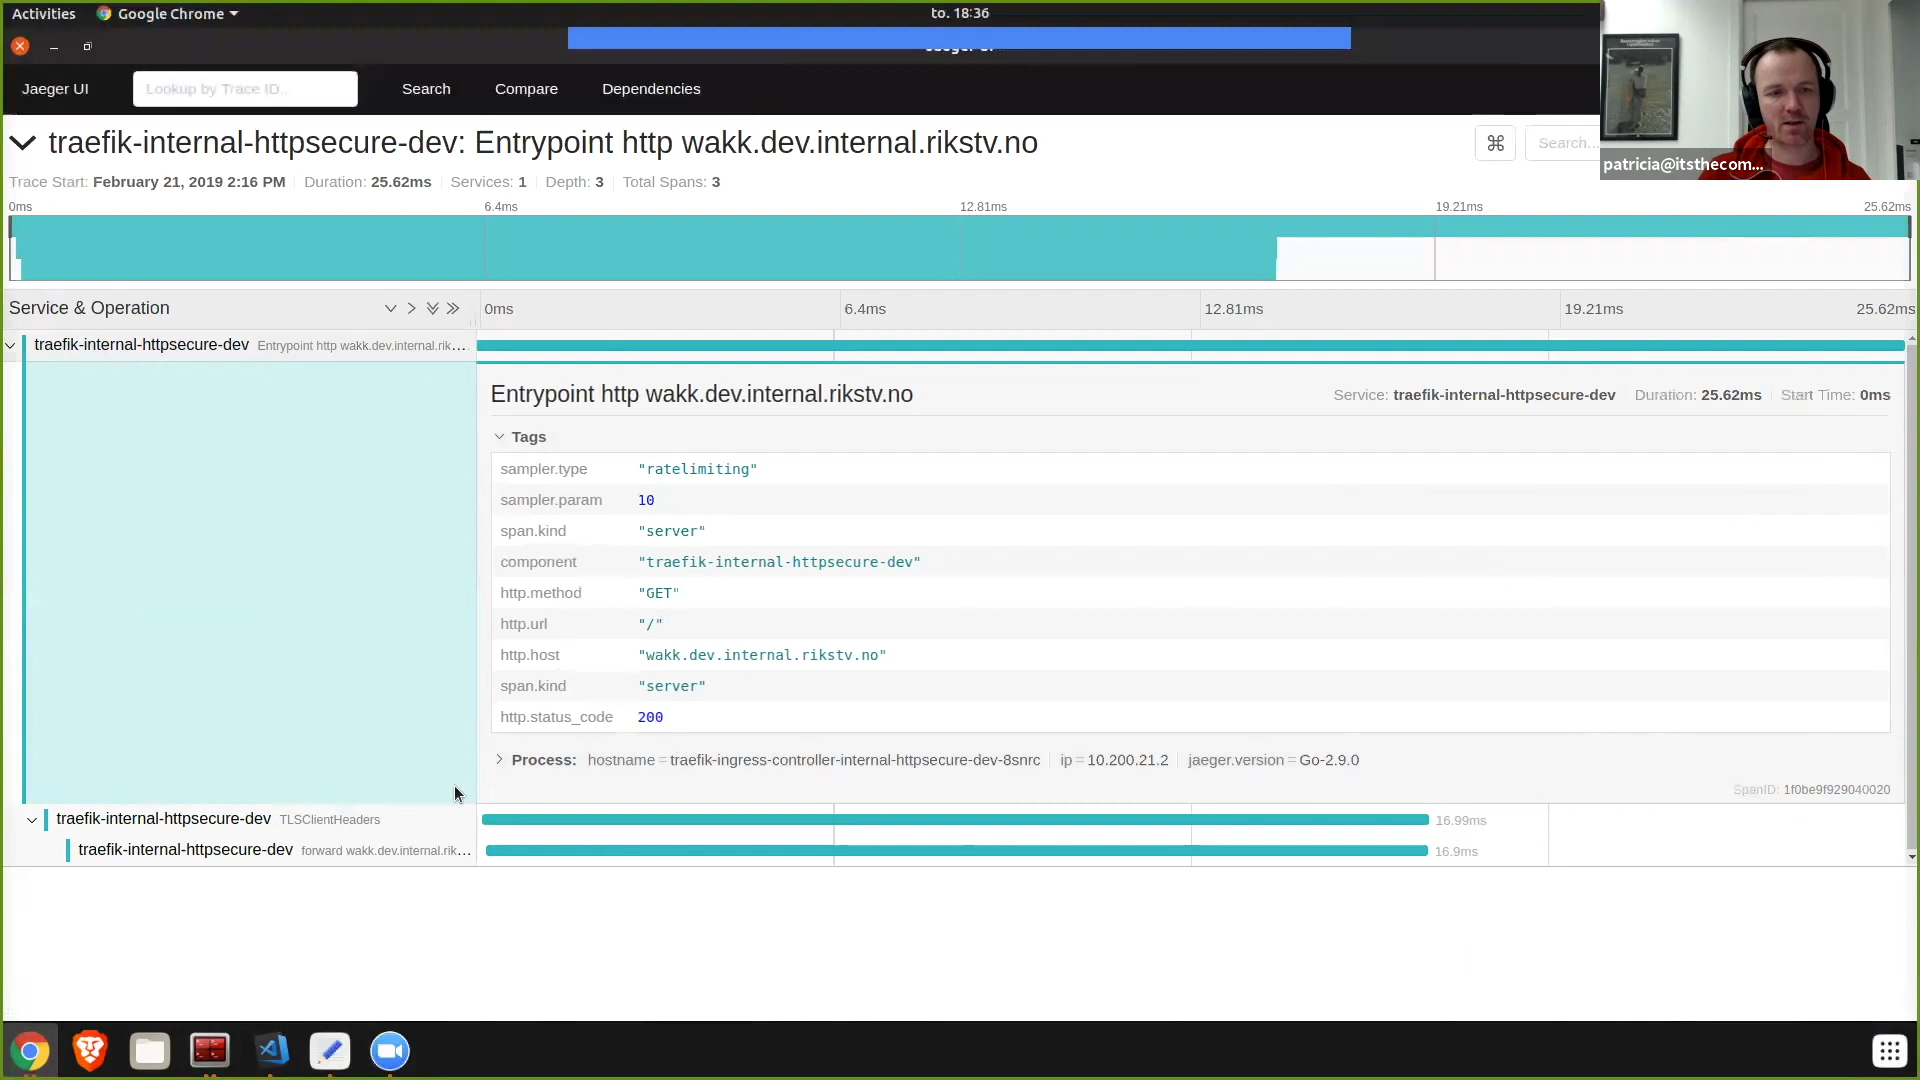 Activities Google Chrome to. 18:36
Jaeger UI Lookup by Trace ID... Search Compare Dependencies
traefik-internal-httpsecure-dev: Entrypoint http wakk.dev.internal.rikstv.no ⌘ Search...
patricia@itsthecom...
Trace Start: February 21, 2019 2:16 PM Duration: 25.62ms Services: 1 Depth: 3 Total Spans: 3
0ms 6.4ms 12.81ms 19.21ms 25.62ms
Service & Operation 0ms 6.4ms 12.81ms 19.21ms 25.62ms
traefik-internal-httpsecure-dev Entrypoint http wakk.dev.internal.rik...
Entrypoint http wakk.dev.internal.rikstv.no Service: traefik-internal-httpsecure-dev Duration: 25.62ms Start Time: 0ms
Tags
sampler.type "ratelimiting"
sampler.param 10
span.kind "server"
component "traefik-internal-httpsecure-dev"
http.method "GET"
http.url "/"
http.host "wakk.dev.internal.rikstv.no"
span.kind "server"
http.status_code 200
Process: hostname = traefik-ingress-controller-internal-httpsecure-dev-8snrc ip = 10.200.21.2 jaeger.version = Go-2.9.0
SpanID: 1f0be9f929040020
traefik-internal-httpsecure-dev TLSClientHeaders 16.99ms
traefik-internal-httpsecure-dev forward wakk.dev.internal.rik... 16.9ms